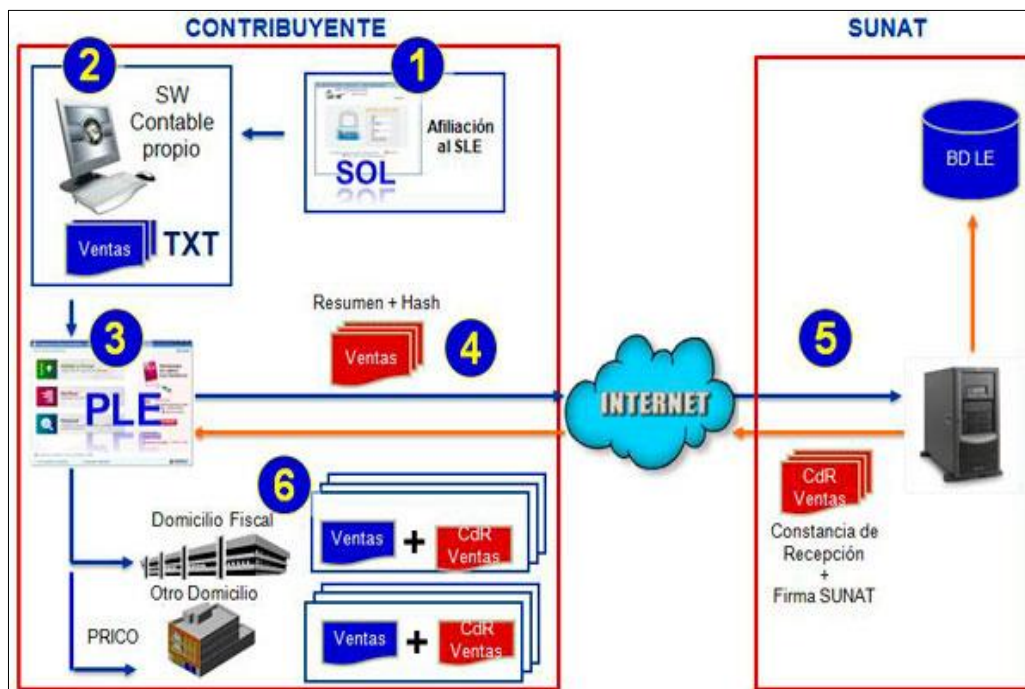 CONTRIBUYENTE
SUNAT
2
SW
Contable
propio
Ventas
TXT
1
Afiliación
al SLE
SOL
BD LE
3
PLE
Resumen + Hash
Ventas
4
INTERNET
5
CdR
Ventas
Constancia de
Recepción
+
Firma SUNAT
6
Domicilio Fiscal
Ventas
+
CdR
Ventas
Otro Domicilio
PRICO
Ventas
+
CdR
Ventas